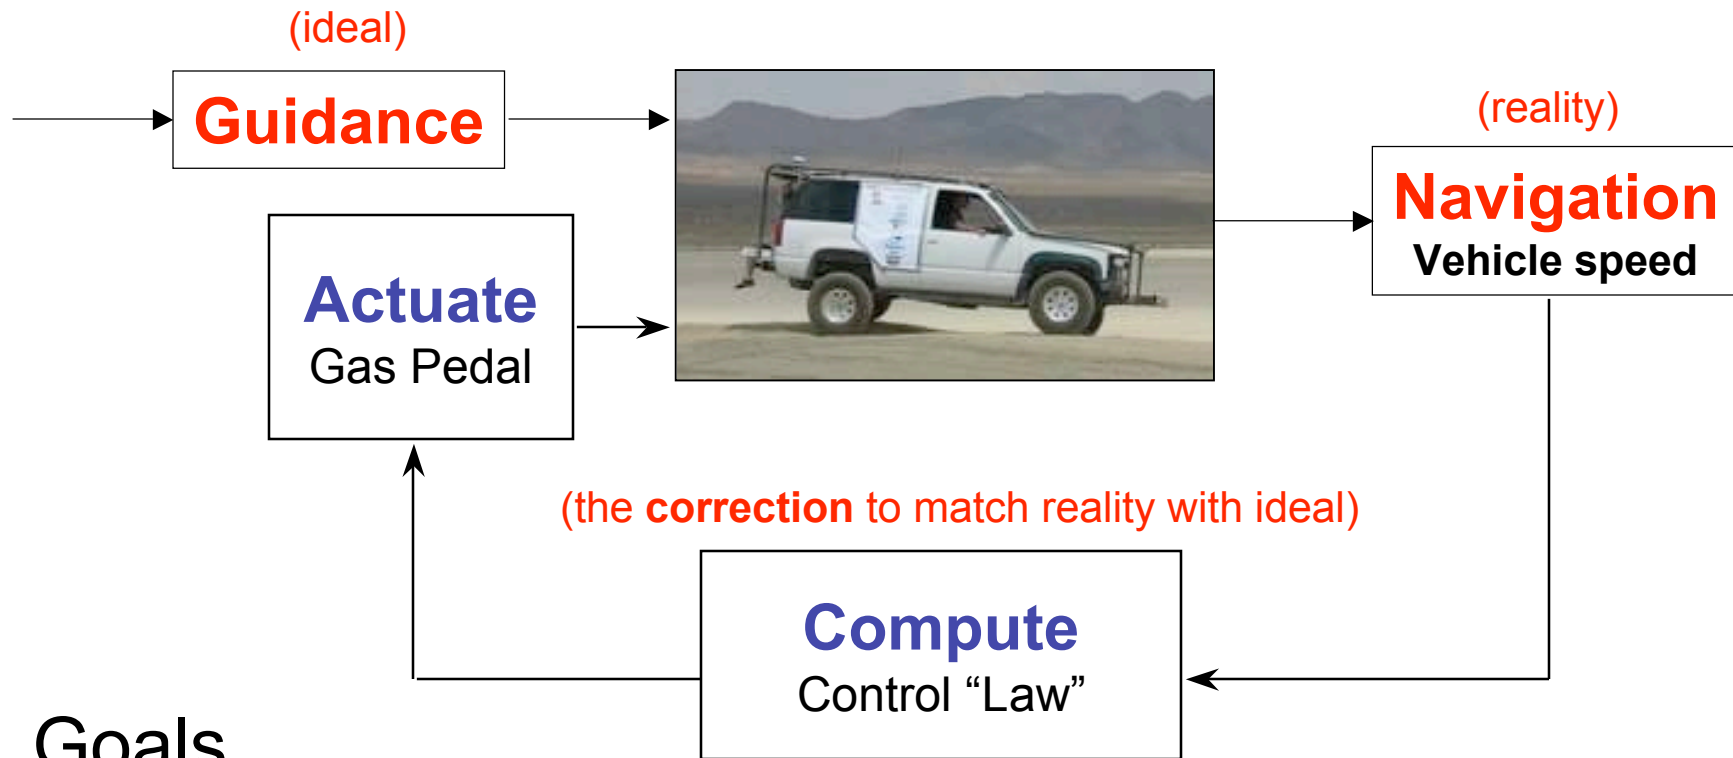 (ideal)
Guidance
(reality)
Navigation
Vehicle speed
Actuate
Gas Pedal
(the correction to match reality with ideal)
Compute
Control “Law”
Goals